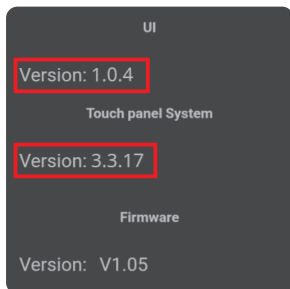 UI
Version: 1.0.4
Touch panel System
Version: 3.3.17
Firmware
Version: V1.05